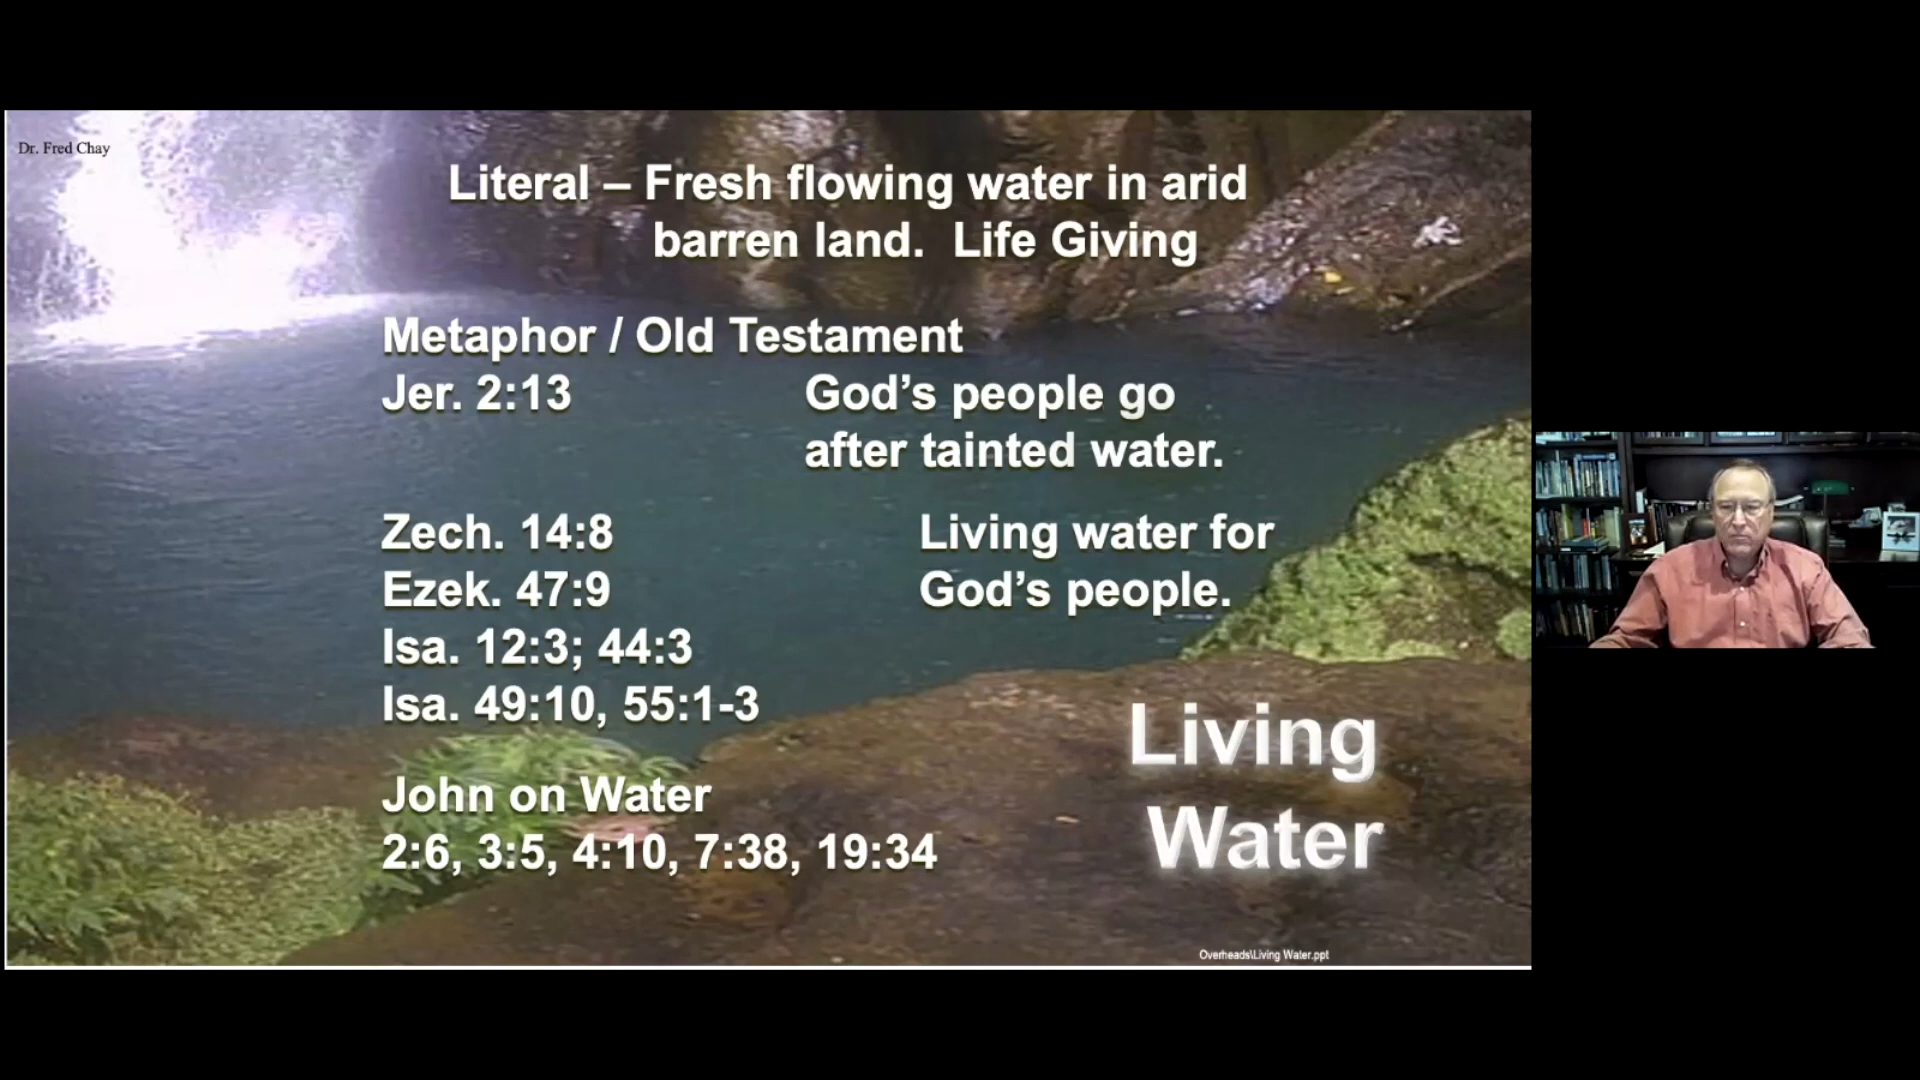 Dr. Fred Chay
Literal – Fresh flowing water in arid
barren land.  Life Giving
Metaphor / Old Testament
Jer. 2:13 God’s people go
after tainted water.
Zech. 14:8 Living water for
Ezek. 47:9 God’s people.
Isa. 12:3; 44:3
Isa. 49:10, 55:1-3
Living
Water
John on Water
2:6, 3:5, 4:10, 7:38, 19:34
Overheads\Living Water.ppt